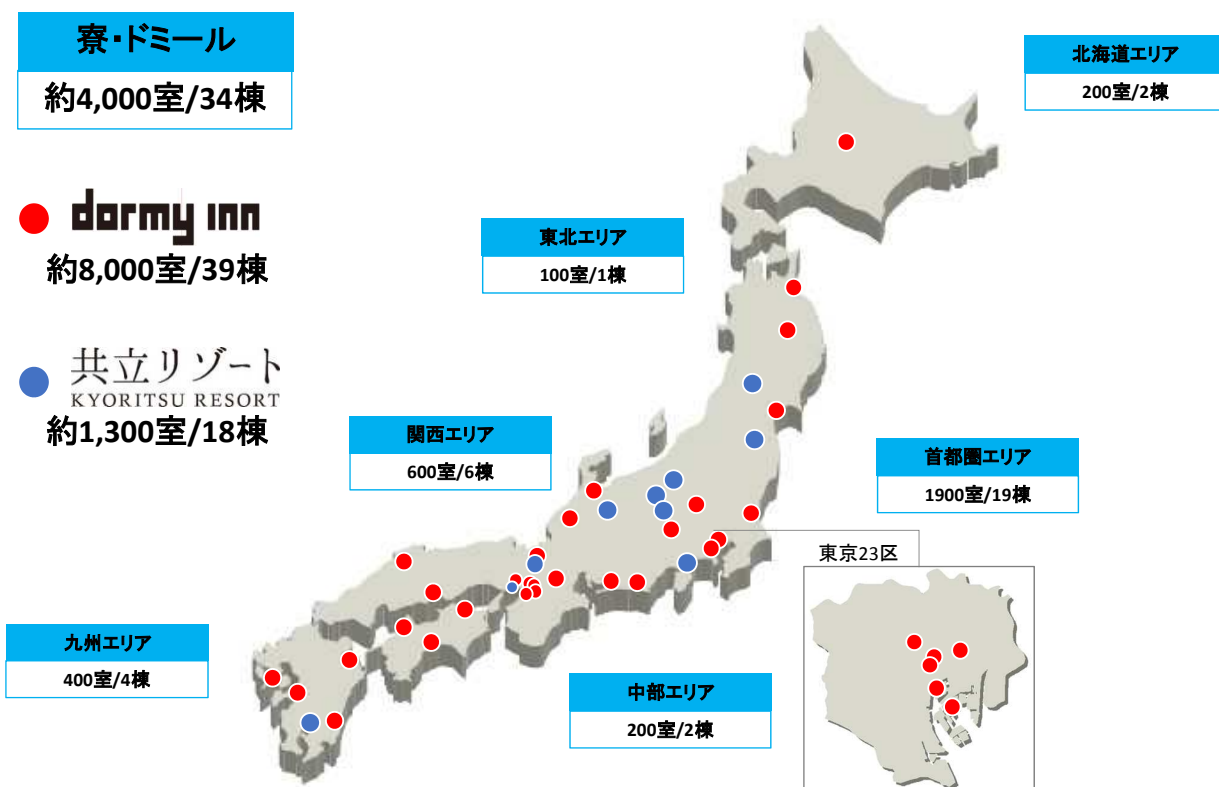 寮・ドミール
約4,000室/34棟
dormy inn
約8,000室/39棟
共立リゾート
KYORITSU RESORT
約1,300室/18棟
北海道エリア
200室/2棟
東北エリア
100室/1棟
関西エリア
600室/6棟
首都圏エリア
1900室/19棟
東京23区
九州エリア
400室/4棟
中部エリア
200室/2棟